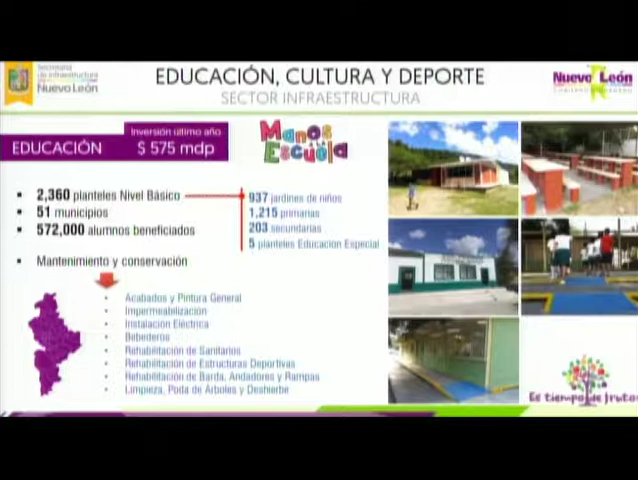 Secretaría
de Infraestructura
Nuevo León
EDUCACIÓN, CULTURA Y DEPORTE
SECTOR INFRAESTRUCTURA
Nuevo León
EDUCACIÓN
Inversión último año
$ 575 mdp
Manos a la Escuela
2,360 planteles Nivel Básico
51 municipios
572,000 alumnos beneficiados
Mantenimiento y conservación
937 jardines de niños
1,215 primarias
203 secundarias
5 planteles Educación Especial
Acabados y Pintura General
Impermeabilización
Instalación Eléctrica
Bebederos
Rehabilitación de Sanitarios
Rehabilitación de Estructuras Deportivas
Rehabilitación de Barda, Andadores y Rampas
Limpieza, Poda de Árboles y Deshierbe
Es tiempo de frutos